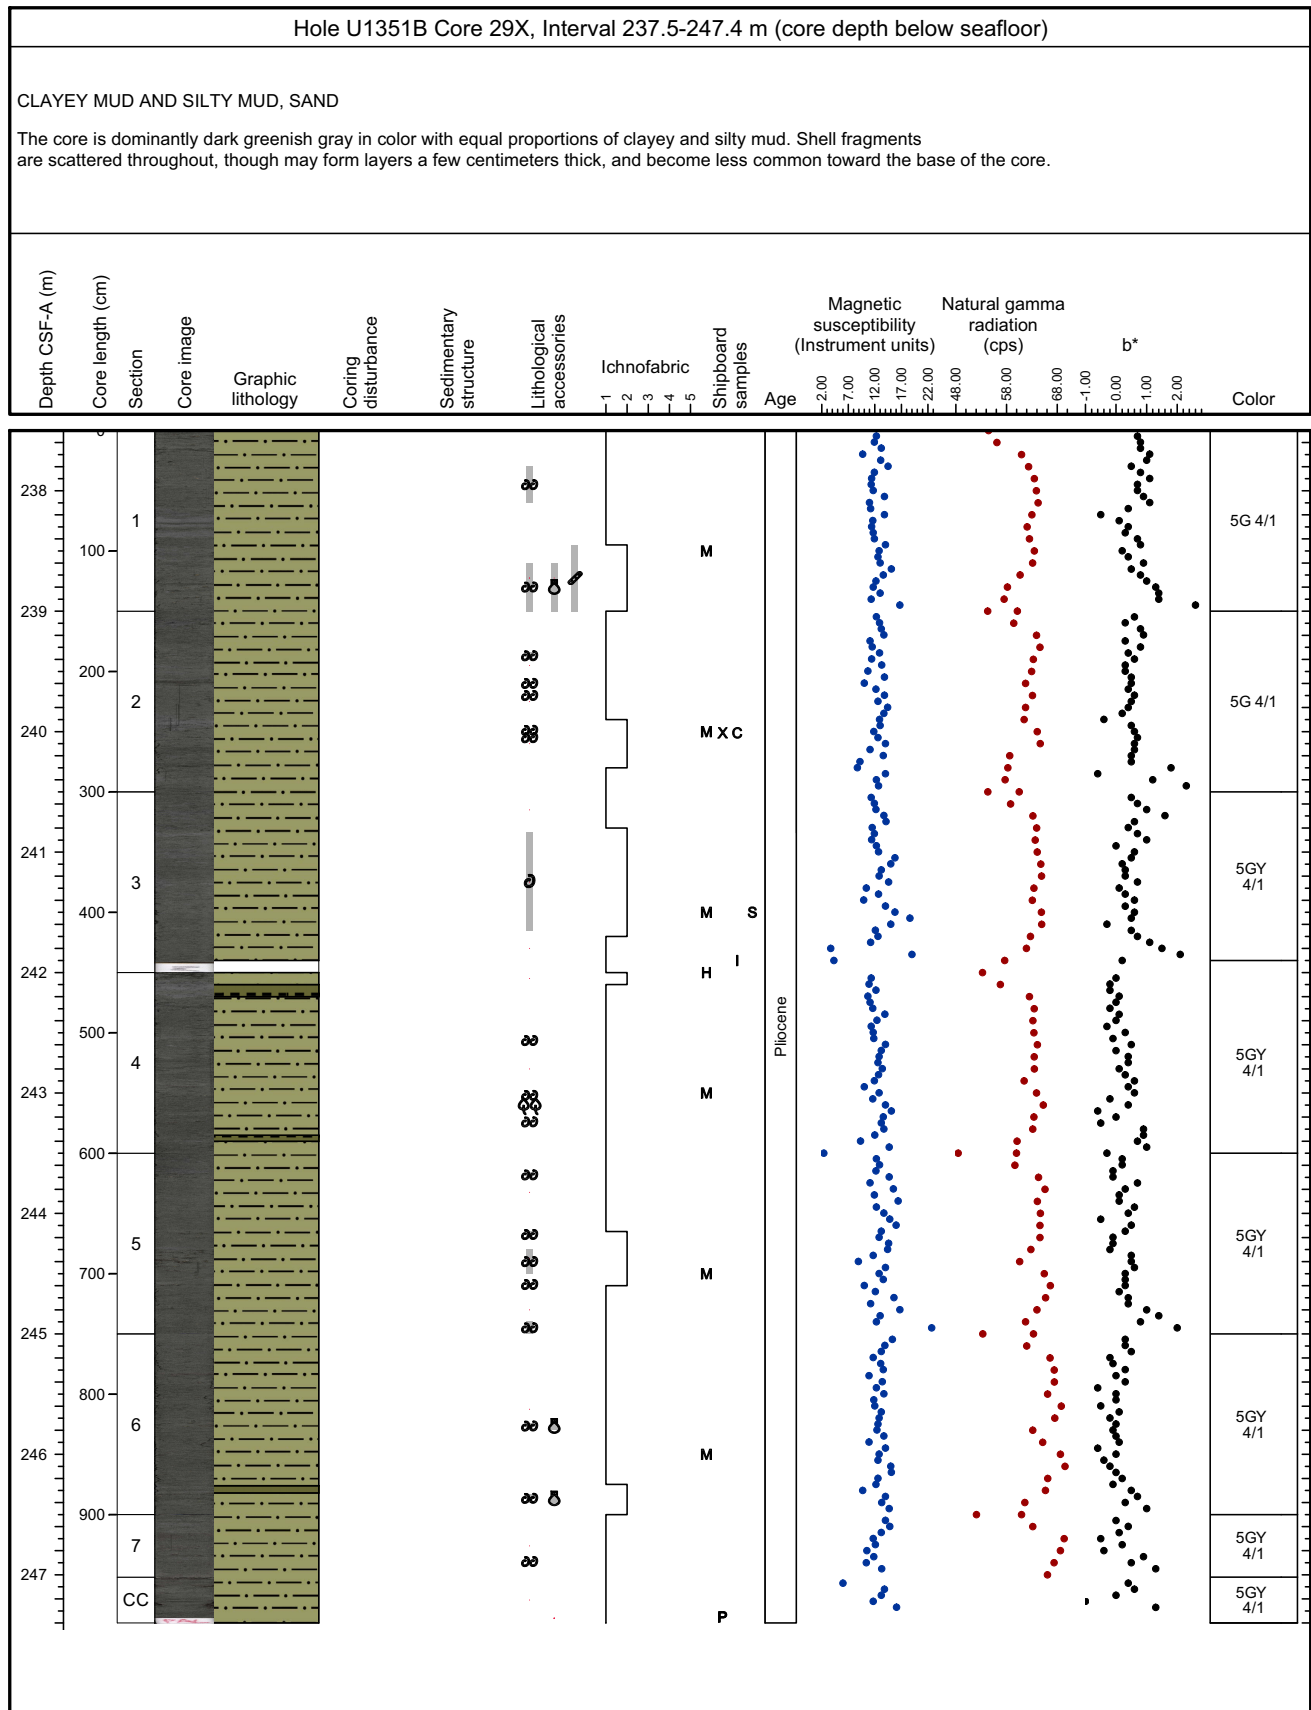 Hole U1351B Core 29X, Interval 237.5-247.4 m (core depth below seafloor)
CLAYEY MUD AND SILTY MUD, SAND
The core is dominantly dark greenish gray in color with equal proportions of clayey and silty mud. Shell fragments
are scattered throughout, though may form layers a few centimeters thick, and become less common toward the base of the core.
Depth CSF-A (m)
Core length (cm)
Section
Core image
Graphic
lithology
Coring
disturbance
Sedimentary
structure
Lithological
accessories
Ichnofabric
1 2 3 4 5
Shipboard
samples
Age
Magnetic
susceptibility
(Instrument units)
2.00 7.00 12.00 17.00 22.00
Natural gamma
radiation
(cps)
48.00 58.00 68.00
b*
-1.00 0.00 1.00 2.00
Color
0
238
1
5G 4/1
100
M
239
200
2
5G 4/1
240
M X C
300
241
3
5GY
4/1
400
M S
I
242
H
500
4
5GY
4/1
243
M
Pliocene
600
244
5
5GY
4/1
700
M
245
800
6
5GY
4/1
246
M
900
7
5GY
4/1
247
CC
5GY
4/1
P